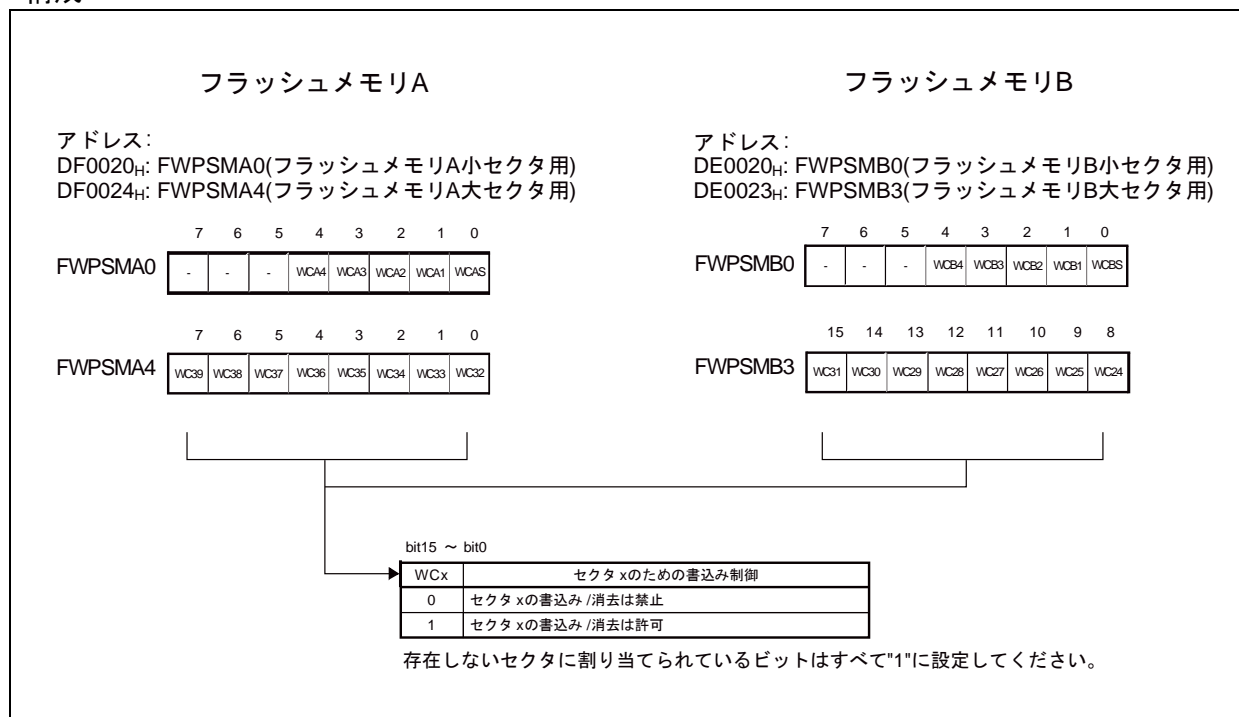 フラッシュメモリA
アドレス:
DF0020H: FWPSMA0(フラッシュメモリA小セクタ用)
DF0024H: FWPSMA4(フラッシュメモリA大セクタ用)
7 6 5 4 3 2 1 0
FWPSMA0 - - - WCA4 WCA3 WCA2 WCA1 WCAS
7 6 5 4 3 2 1 0
FWPSMA4 WC39 WC38 WC37 WC36 WC35 WC34 WC33 WC32
フラッシュメモリB
アドレス:
DE0020H: FWPSMB0(フラッシュメモリB小セクタ用)
DE0023H: FWPSMB3(フラッシュメモリB大セクタ用)
7 6 5 4 3 2 1 0
FWPSMB0 - - - WCB4 WCB3 WCB2 WCB1 WCBS
15 14 13 12 11 10 9 8
FWPSMB3 WC31 WC30 WC29 WC28 WC27 WC26 WC25 WC24
bit15 ~ bit0
WCx セクタ xのための書込み制御
0 セクタ xの書込み /消去は禁止
1 セクタ xの書込み /消去は許可
存在しないセクタに割り当てられているビットはすべて"1"に設定してください。